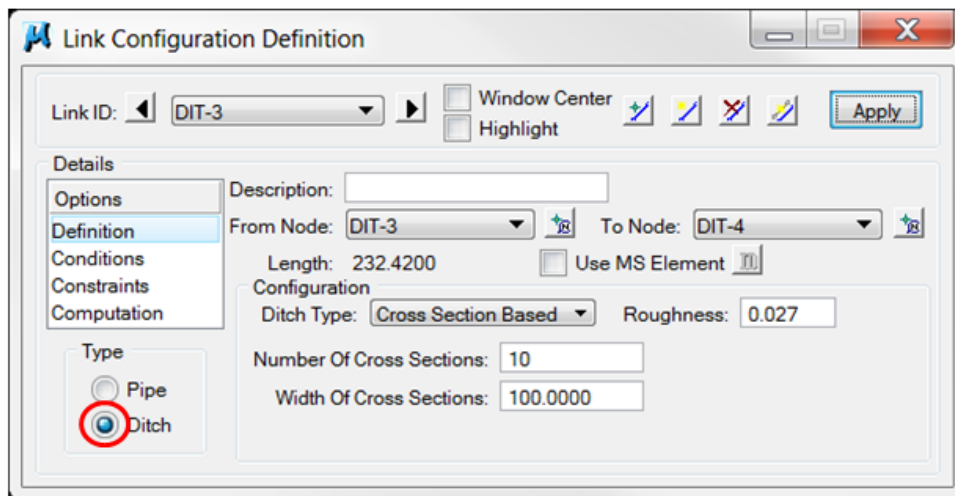 Link Configuration Definition
Link ID: DIT-3 Window Center Apply
Highlight
Details
Options Description:
Definition From Node: DIT-3 To Node: DIT-4
Conditions Length: 232.4200 Use MS Element
Constraints Configuration
Computation Ditch Type: Cross Section Based Roughness: 0.027
Type Number Of Cross Sections: 10
Pipe Width Of Cross Sections: 100.0000
Ditch